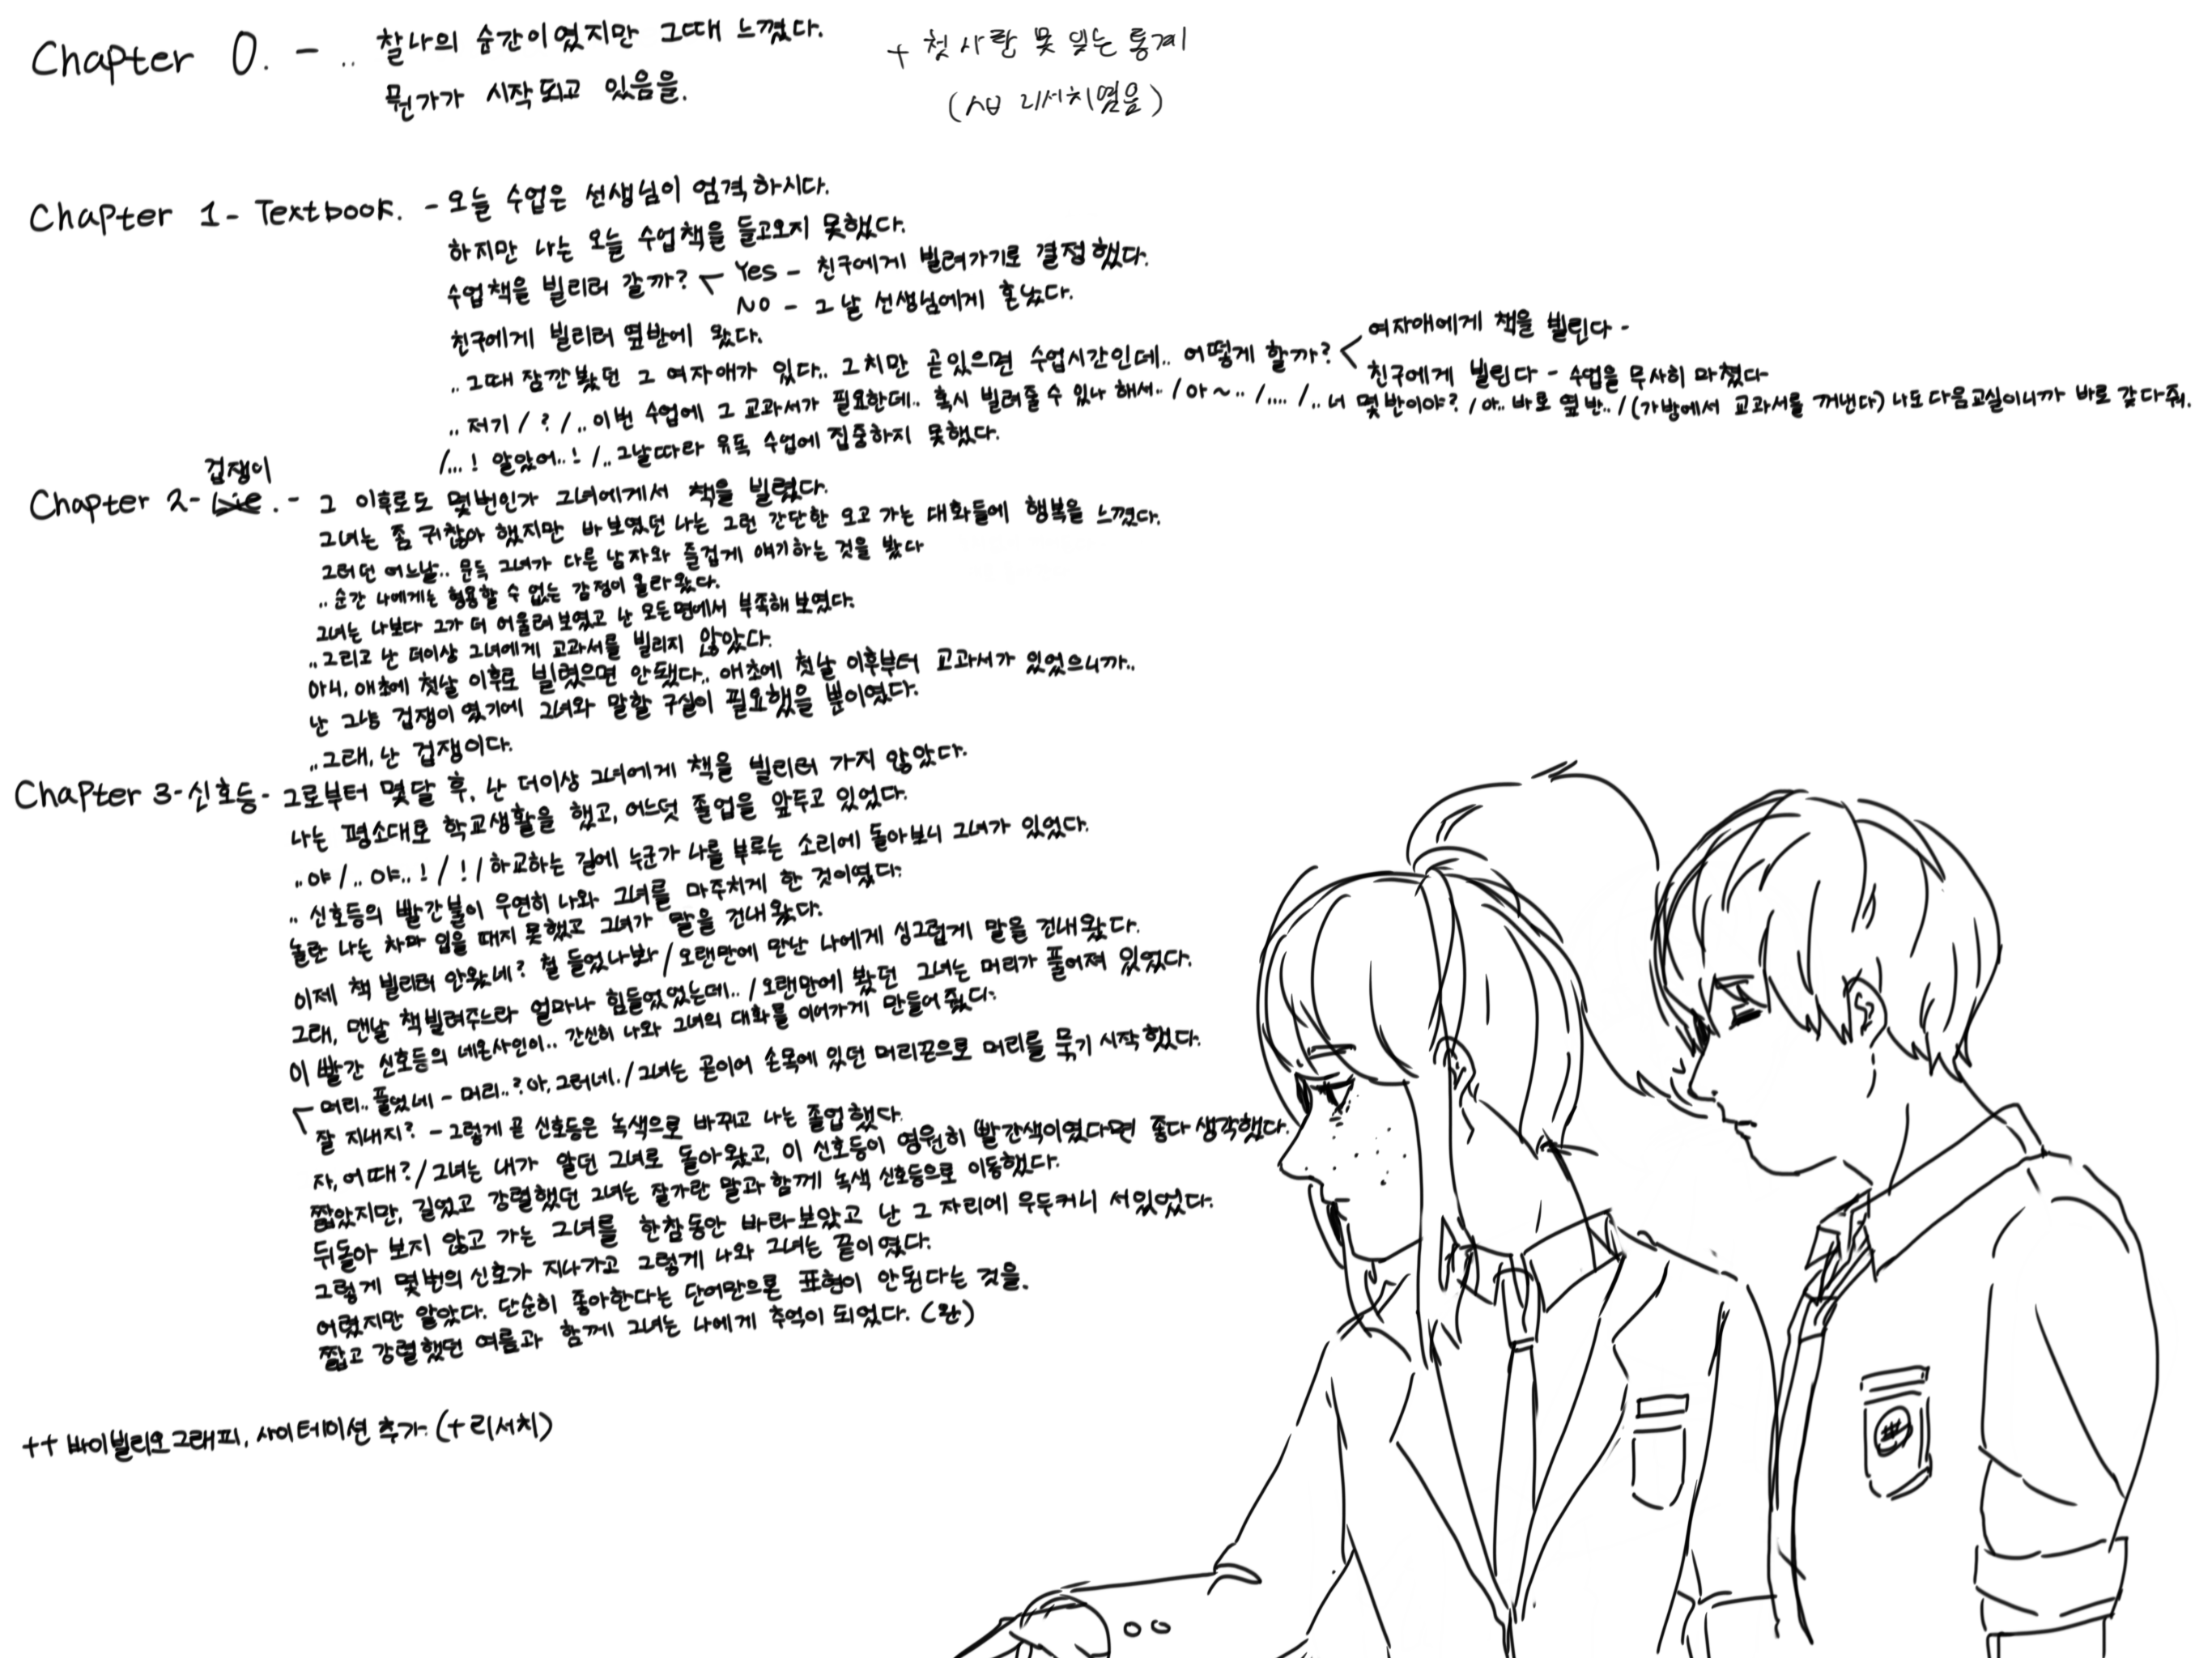 Chapter 0. - .. 찰나의 순간이였지만 그때 느꼈다.
뭔가가 시작되고 있음을.
+ 첫사랑 못 잊는 통계
(사전 리서치였음)
Chapter 1 - Textbook. - 오늘 수업은 선생님이 엄격하시다.
하지만 나는 오늘 수업책을 들고오지 못했다.
수업책을 빌리러 갈까? Yes - 친구에게 빌려가기로 결정했다.
NO - 그날 선생님에게 혼났다.
친구에게 빌리러 옆반에 왔다.
..그때 잠깐봤던 그 여자애가 있다.. 그치만 곧있으면 수업시간인데.. 어떻게 할까? 여자애에게 책을 빌린다 -
친구에게 빌린다 - 수업을 무사히 마쳤다
.. 저기 / ? / .. 이번 수업에 그 교과서가 필요한데.. 혹시 빌려줄 수 있나 해서.. / 아~.. / .... / .. 너 몇반이야? / 아.. 바로 옆반.. / (가방에서 교과서를 꺼낸다) 나도 다음교실이니까 바로 갖다줘.
/ ...! 알았어..! / .. 그날따라 유독 수업에 집중하지 못했다.
겁쟁이
Chapter 2 - Lie. - 그 이후로도 몇번인가 그녀에게서 책을 빌렸다.
그녀는 좀 귀찮아 했지만 바보였던 나는 그런 간단한 오고 가는 대화들에 행복을 느꼈다.
그러던 어느날.. 문득 그녀가 다른 남자와 즐겁게 얘기하는 것을 봤다
.. 순간 나에게는 형용할 수 없는 감정이 올라왔다.
그녀는 나보다 그가 더 어울려보였고 난 모든면에서 부족해 보였다.
.. 그리고 난 더이상 그녀에게 교과서를 빌리지 않았다.
아니, 애초에 첫날 이후로 빌렸으면 안됐다.. 애초에 첫날 이후부터 교과서가 있었으니까..
난 그냥 겁쟁이였기에 그녀와 말할 구실이 필요했을 뿐이였다.
.. 그래, 난 겁쟁이다.
Chapter 3 - 신호등 - 그로부터 몇달 후, 난 더이상 그녀에게 책을 빌리러 가지 않았다.
나는 평소대로 학교생활을 했고, 어느덧 졸업을 앞두고 있었다.
.. 야 / .. 야..! / ! / 하교하는 길에 누군가 나를 부루는 소리에 돌아보니 그녀가 있었다.
.. 신호등의 빨간불이 우연히 나와 그녀를 마주치게 한 것이였다.
놀란 나는 차마 입을 떼지 못했고 그녀가 말을 건내왔다.
이제 책 빌리러 안왔네? 철 들었나봐 / 오랜만에 만난 나에게 싱그럽게 말을 건내왔다.
그래, 맨날 책빌려주느라 얼마나 힘들었었는데.. / 오랜만에 봤던 그녀는 머리가 풀어져 있었다.
이 빨간 신호등의 네온사인이.. 간신히 나와 그녀의 대화를 이어가게 만들어 줬다.
머리.. 풀었네 - 머리..? 아, 그러네. / 그녀는 곧이어 손목에 있던 머리끈으로 머리를 묶기 시작했다.
잘 지내지? - 그렇게 곧 신호등은 녹색으로 바뀌고 나는 졸업했다.
자, 어때? / 그녀는 내가 알던 그녀로 돌아왔고, 이 신호등이 영원히 빨간색이였다면 좋다 생각했다.
짧았지만, 길었고 강렬했던 그녀는 잘가란 말과 함께 녹색 신호등으로 이동했다.
뒤돌아 보지 않고 가는 그녀를 한참동안 바라보았고 난 그 자리에 우두커니 서있었다.
그렇게 몇번의 신호가 지나가고 그렇게 나와 그녀는 끝이였다.
어렸지만 알았다. 단순히 좋아한다는 단어만으론 표현이 안된다는 것을.
짧고 강렬했던 여름과 함께 그녀는 나에게 추억이 되었다. (완)
++ 바이빌리오그래피, 사이테이션 추가. (+리서치)